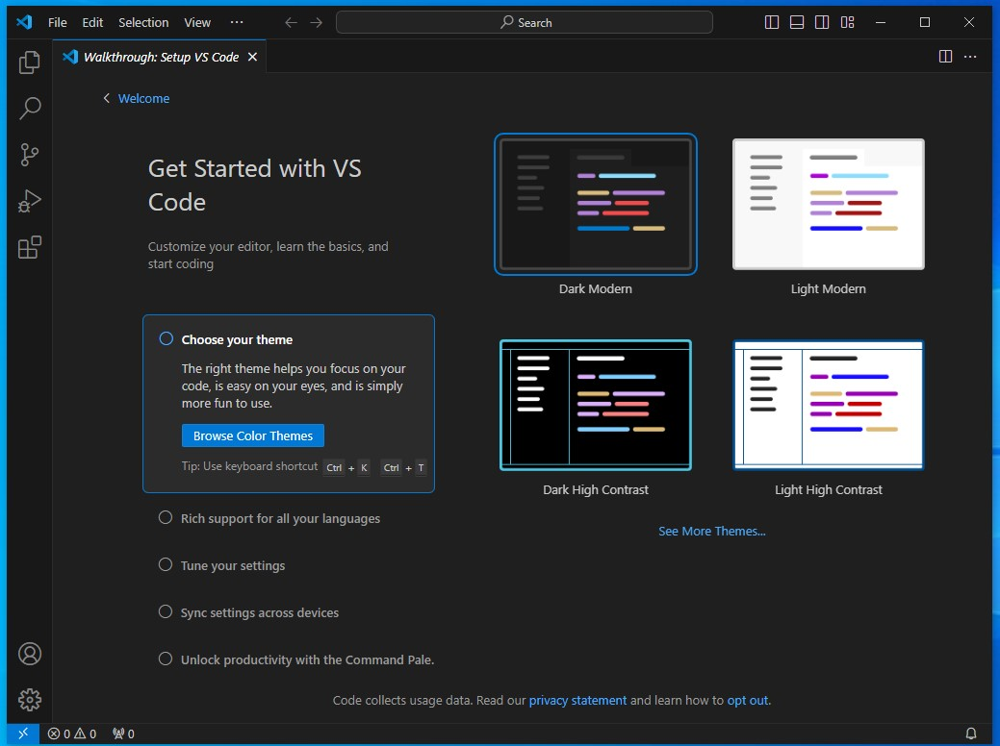 File Edit Selection View ··· Search
Walkthrough: Setup VS Code
Welcome
Get Started with VS
Code
Customize your editor, learn the basics, and
start coding
Choose your theme
The right theme helps you focus on your
code, is easy on your eyes, and is simply
more fun to use.
Browse Color Themes
Tip: Use keyboard shortcut Ctrl + K Ctrl + T
Rich support for all your languages
Tune your settings
Sync settings across devices
Unlock productivity with the Command Pale.
Dark Modern
Light Modern
Dark High Contrast
Light High Contrast
See More Themes...
Code collects usage data. Read our privacy statement and learn how to opt out.
0 0 0